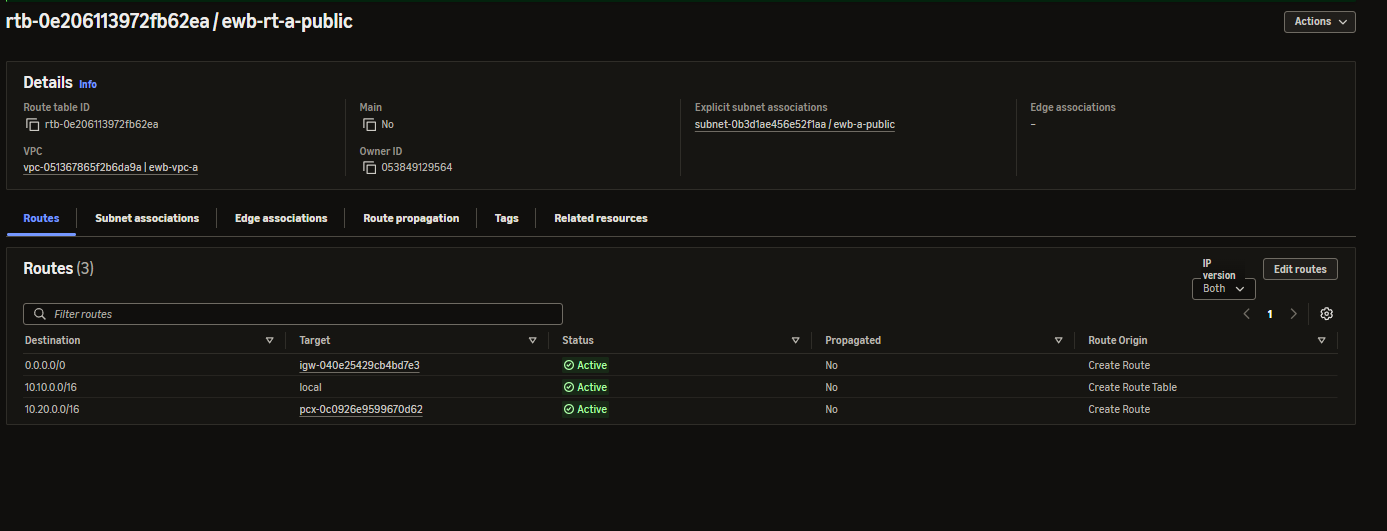 rtb-0e206113972fb62ea / ewb-rt-a-public
Actions
Details Info
Route table ID
rtb-0e206113972fb62ea
Main
No
Explicit subnet associations
subnet-0b3d1ae456e52f1aa / ewb-a-public
Edge associations
–
VPC
vpc-051367865f2b6da9a | ewb-vpc-a
Owner ID
053849129564
Routes Subnet associations Edge associations Route propagation Tags Related resources
Routes (3)
IP version
Both
Edit routes
Filter routes
1
Destination Target Status Propagated Route Origin
0.0.0.0/0 igw-040e25429cb4bd7e3 Active No Create Route
10.10.0.0/16 local Active No Create Route Table
10.20.0.0/16 pcx-0c0926e9599670d62 Active No Create Route